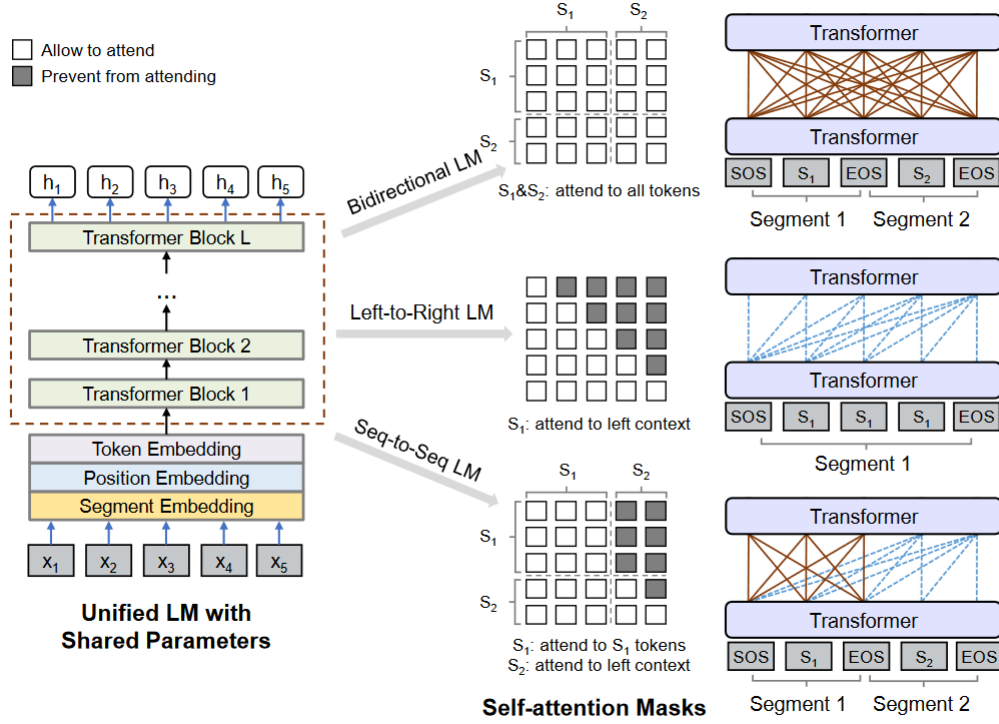 Allow to attend
Prevent from attending
h1 h2 h3 h4 h5
Transformer Block L
...
Transformer Block 2
Transformer Block 1
Token Embedding
Position Embedding
Segment Embedding
x1 x2 x3 x4 x5
Unified LM with
Shared Parameters
Bidirectional LM
Left-to-Right LM
Seq-to-Seq LM
S1 S2
S1
S2
S1&S2: attend to all tokens
S1: attend to left context
S1 S2
S1
S2
S1: attend to S1 tokens
S2: attend to left context
Self-attention Masks
Transformer
Transformer
SOS S1 EOS S2 EOS
Segment 1 Segment 2
Transformer
Transformer
SOS S1 S1 S1 EOS
Segment 1
Transformer
Transformer
SOS S1 EOS S2 EOS
Segment 1 Segment 2